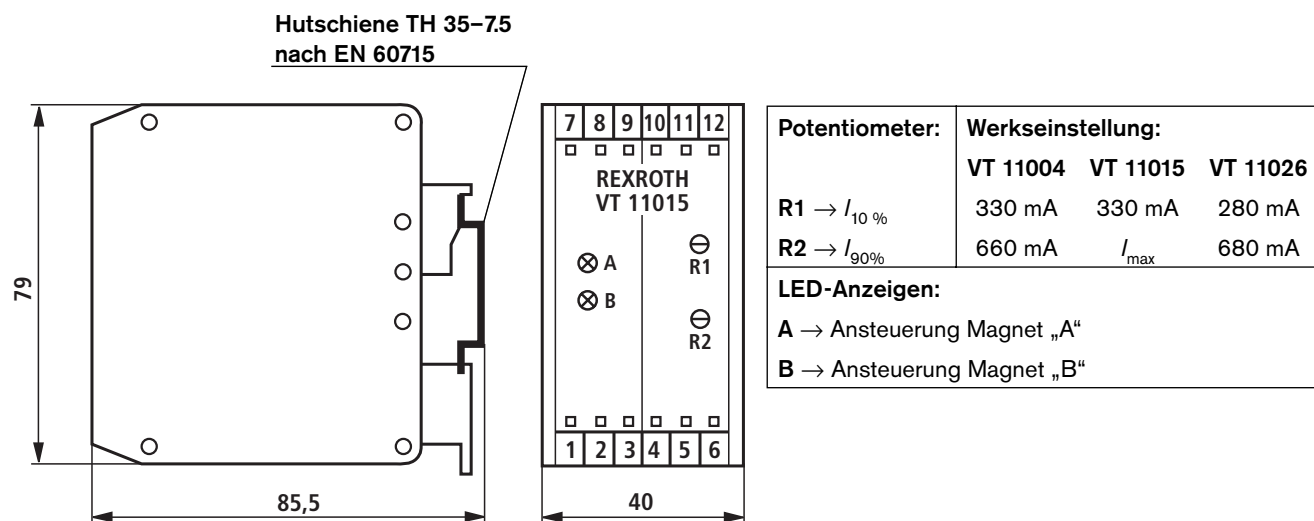 Hutschiene TH 35–7.5
nach EN 60715
79
85,5
7 8 9 10 11 12
REXROTH
VT 11015
A
B
R1
R2
1 2 3 4 5 6
40
Potentiometer: Werkseinstellung:
VT 11004 VT 11015 VT 11026
R1 → I10 % 330 mA 330 mA 280 mA
R2 → I90% 660 mA Imax 680 mA
LED-Anzeigen:
A → Ansteuerung Magnet „A“
B → Ansteuerung Magnet „B“